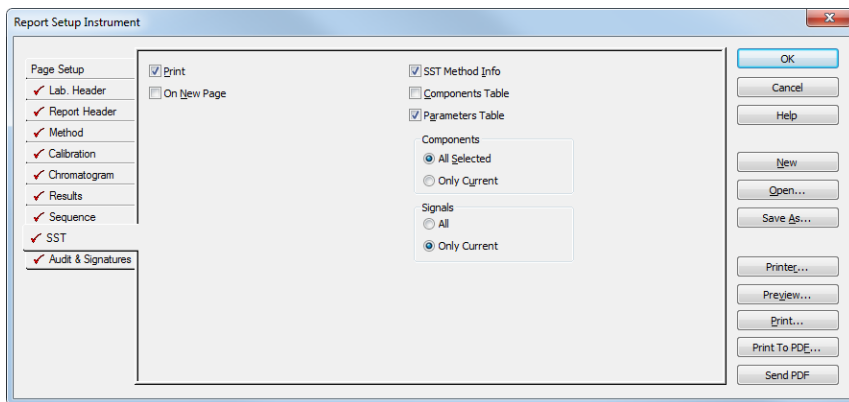 Report Setup Instrument
Page Setup
Lab. Header
Report Header
Method
Calibration
Chromatogram
Results
Sequence
SST
Audit & Signatures
Print
On New Page
SST Method Info
Components Table
Parameters Table
Components
All Selected
Only Current
Signals
All
Only Current
OK
Cancel
Help
New
Open...
Save As...
Printer...
Preview...
Print...
Print To PDF...
Send PDF